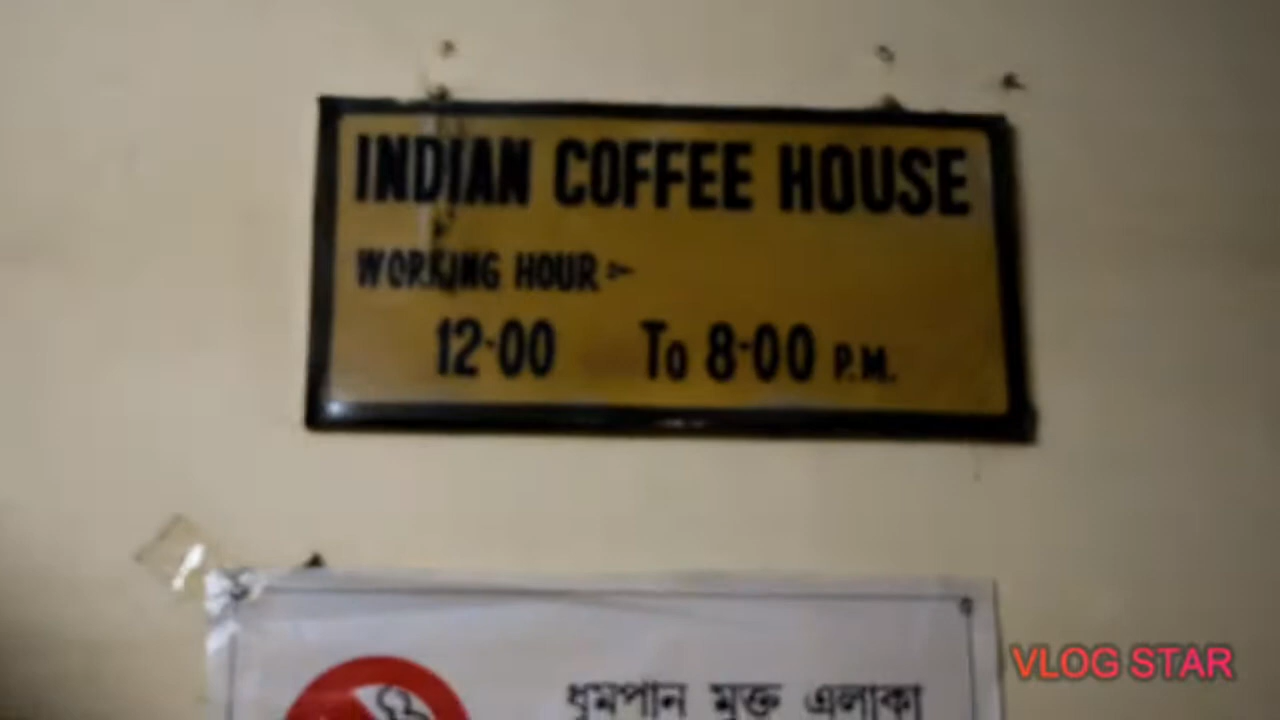 INDIAN COFFEE HOUSE
WORKING HOUR :-
12-00 To 8-00 P.M.
ধূমপান মুক্ত এলাকা
VLOG STAR